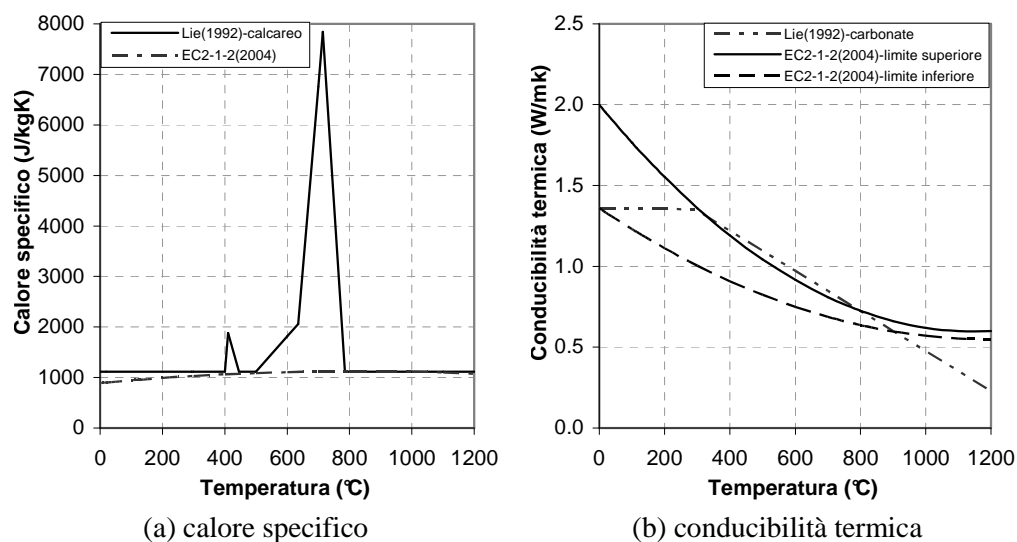 Calore specifico (J/kgK)
8000
7000
6000
5000
4000
3000
2000
1000
0
Lie(1992)-calcareo
EC2-1-2(2004)
0 200 400 600 800 1000 1200
Temperatura (°C)
(a) calore specifico
Conducibilità termica (W/mk)
2.5
2.0
1.5
1.0
0.5
0.0
Lie(1992)-carbonate
EC2-1-2(2004)-limite superiore
EC2-1-2(2004)-limite inferiore
0 200 400 600 800 1000 1200
Temperatura (°C)
(b) conducibilità termica